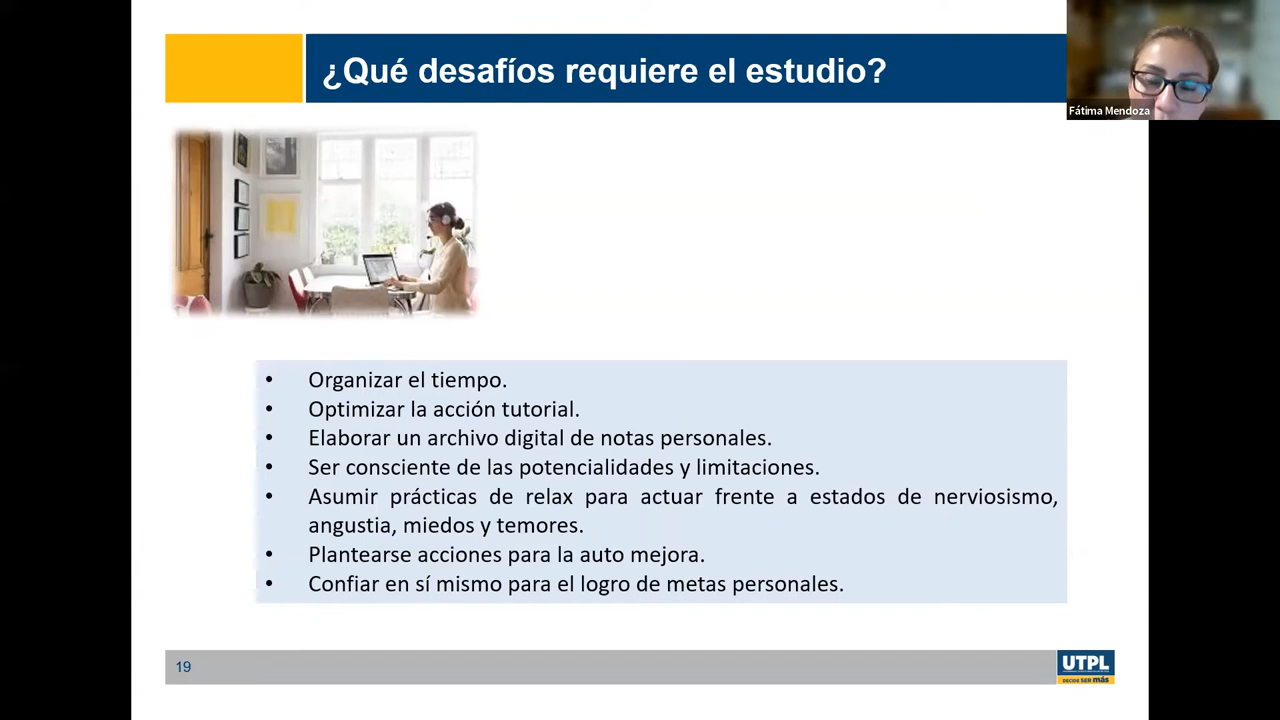 ¿Qué desafíos requiere el estudio?
Fátima Mendoza
• Organizar el tiempo.
• Optimizar la acción tutorial.
• Elaborar un archivo digital de notas personales.
• Ser consciente de las potencialidades y limitaciones.
• Asumir prácticas de relax para actuar frente a estados de nerviosismo,
angustia, miedos y temores.
• Plantearse acciones para la auto mejora.
• Confiar en sí mismo para el logro de metas personales.
19
UTPL
DECIDE SER más